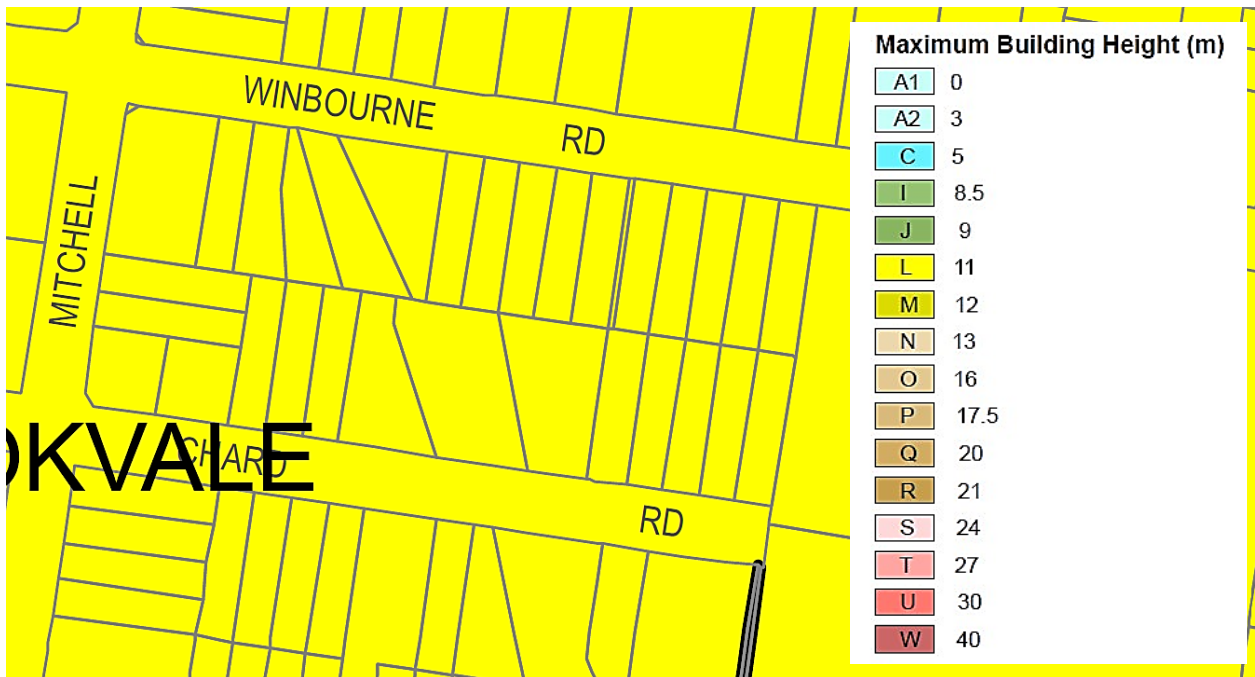 WINBOURNE RD
MITCHELL
OKVALE
CHARD RD
Maximum Building Height (m)
A1 0
A2 3
C 5
I 8.5
J 9
L 11
M 12
N 13
O 16
P 17.5
Q 20
R 21
S 24
T 27
U 30
W 40